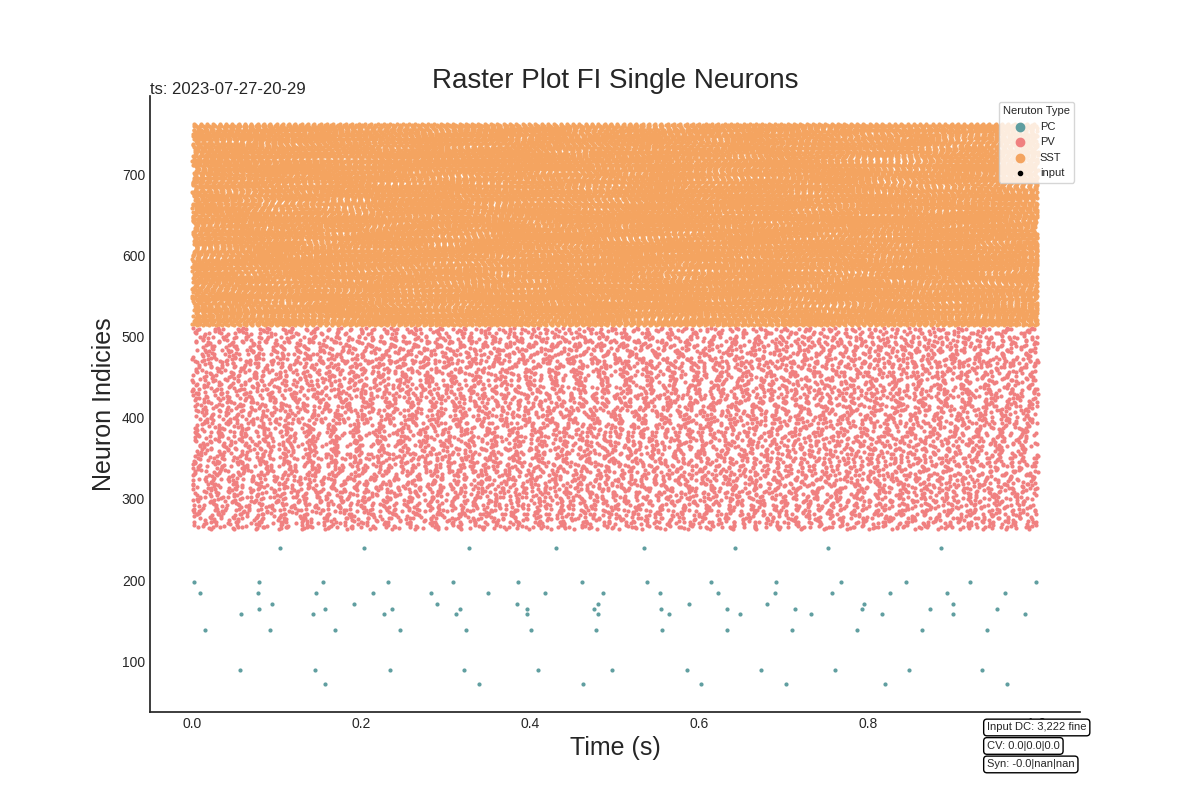 Raster Plot FI Single Neurons
ts: 2023-07-27-20-29
Neruton Type
PC
PV
SST
input
Neuron Indicies
700
600
500
400
300
200
100
0.0 0.2 0.4 0.6 0.8
Time (s)
Input DC: 3,222 fine
CV: 0.0|0.0|0.0
Syn: -0.0|nan|nan